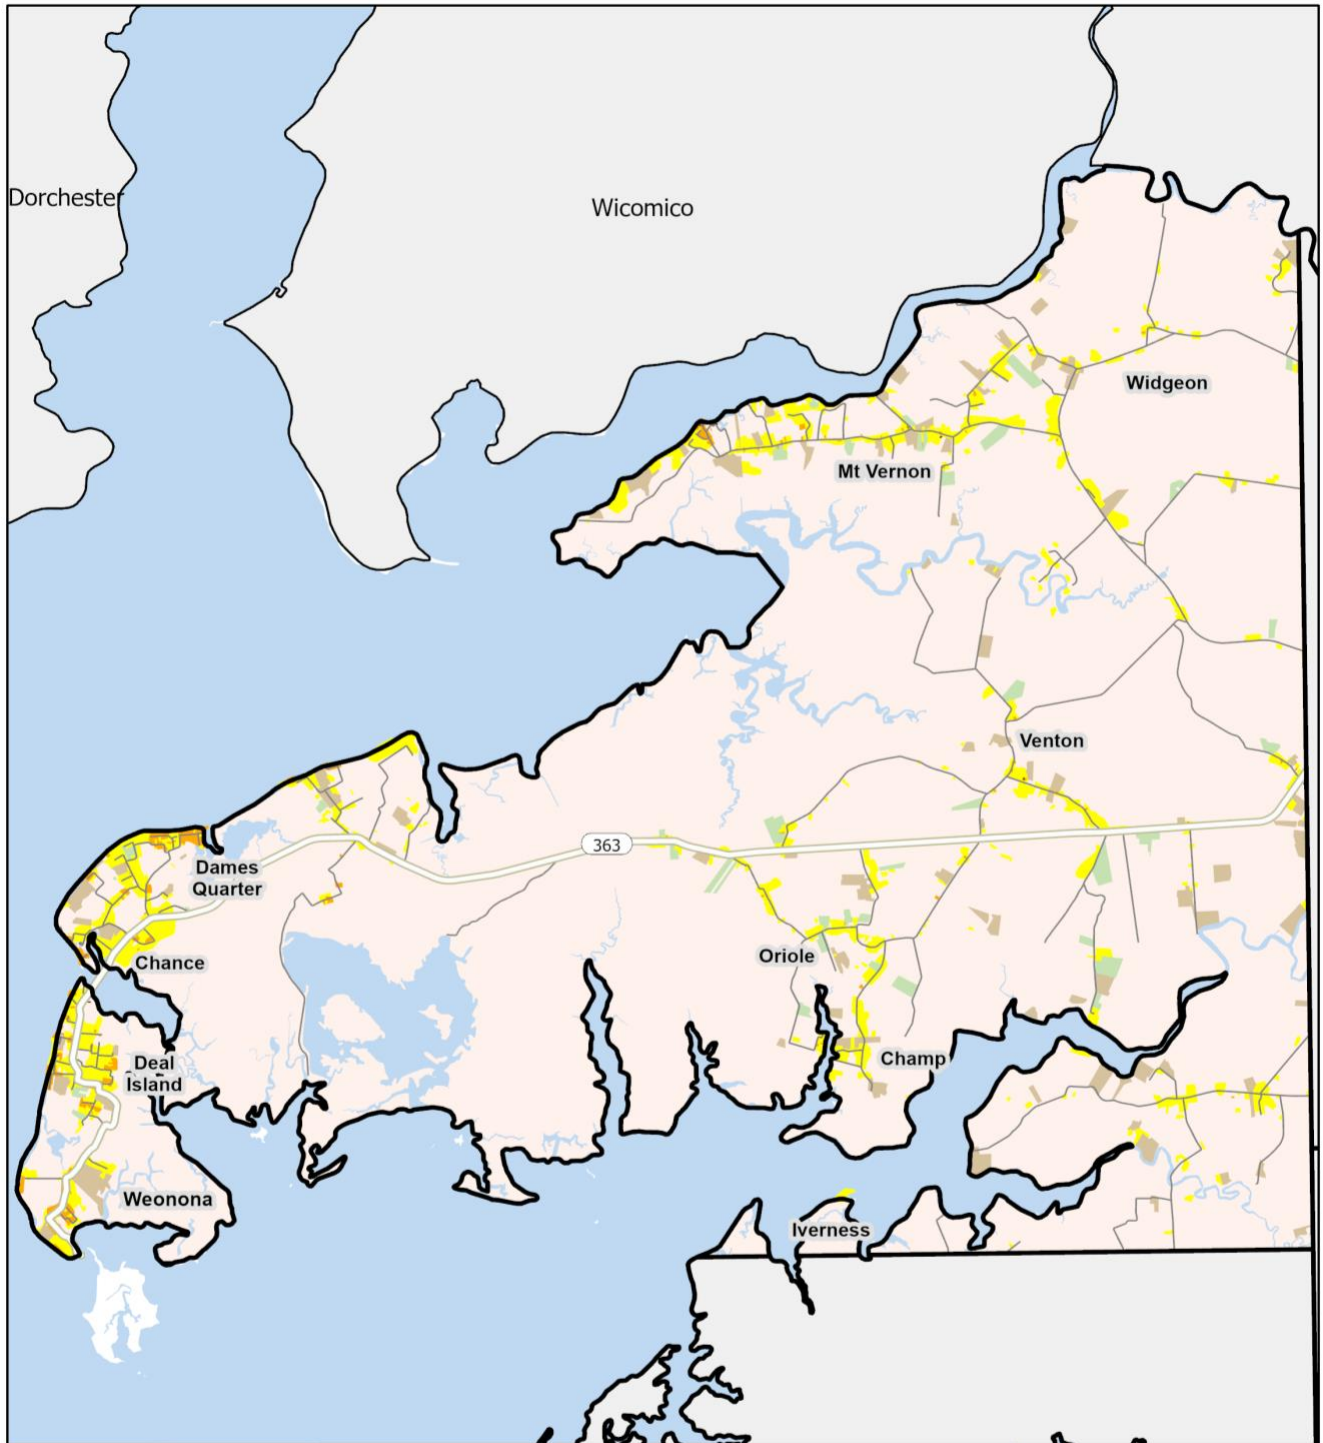 Dorchester
Wicomico
Widgeon
Mt Vernon
Venton
363
Dames
Quarter
Oriole
Chance
Champ
Deal
Island
Weonona
Iverness